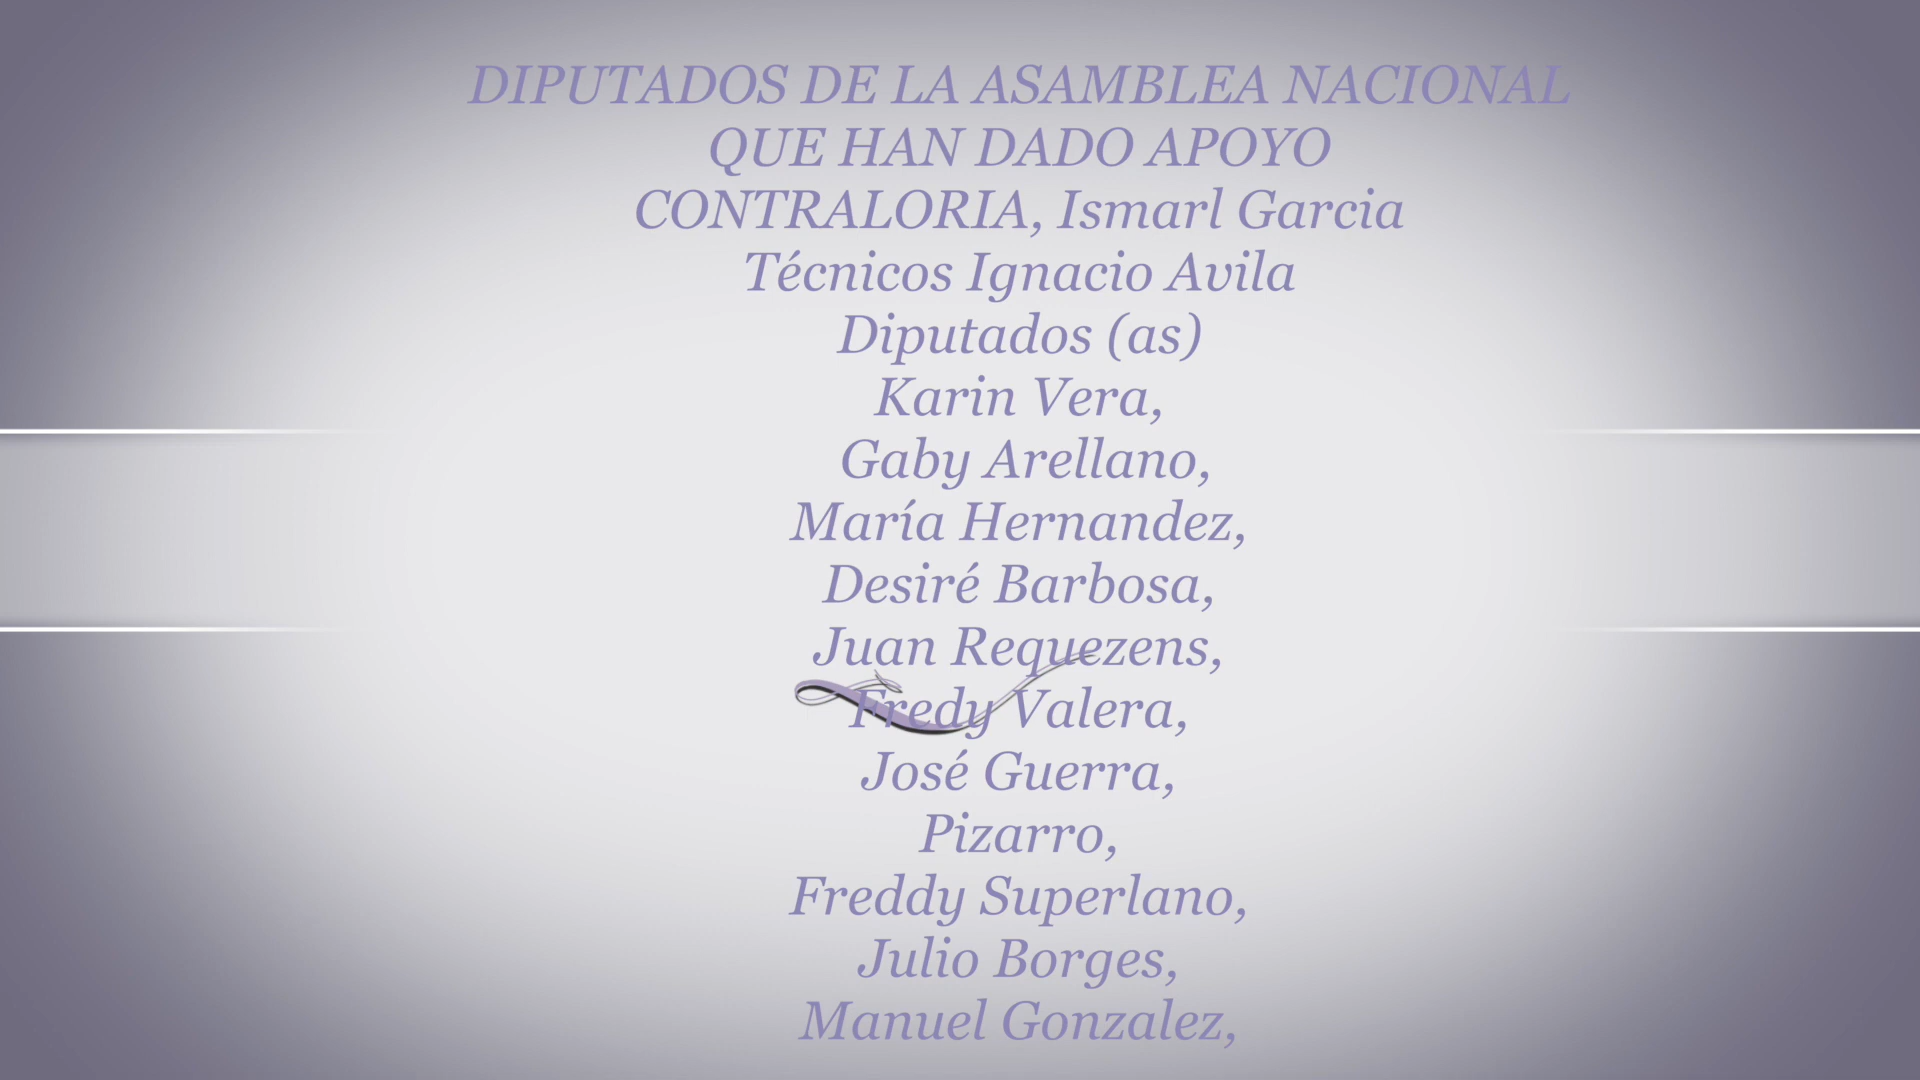 DIPUTADOS DE LA ASAMBLEA NACIONAL
QUE HAN DADO APOYO
CONTRALORIA, Ismarl Garcia
Técnicos Ignacio Avila
Diputados (as)
Karin Vera,
Gaby Arellano,
María Hernandez,
Desiré Barbosa,
Juan Requezens,
Fredy Valera,
José Guerra,
Pizarro,
Freddy Superlano,
Julio Borges,
Manuel Gonzalez,